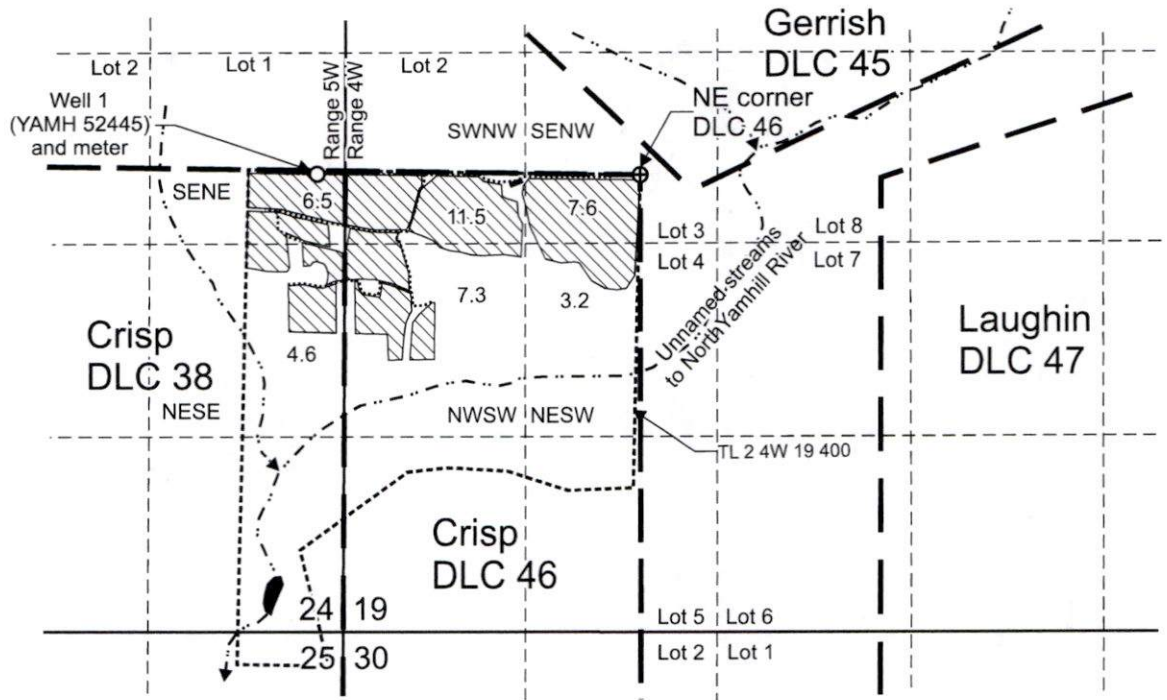 Gerrish
DLC 45
Lot 2
Lot 1
Range 5W
Range 4W
Lot 2
Well 1
(YAMH 52445)
and meter
NE corner
DLC 46
SWNW
SENW
SENE
6.5
11.5
7.6
Lot 3
Lot 8
Lot 4
Lot 7
7.3
3.2
Unnamed streams
to North Yamhill River
Crisp
DLC 38
4.6
Laughin
DLC 47
NESE
NWSW
NESW
TL 2 4W 19 400
Crisp
DLC 46
24
19
Lot 5
Lot 6
25
30
Lot 2
Lot 1